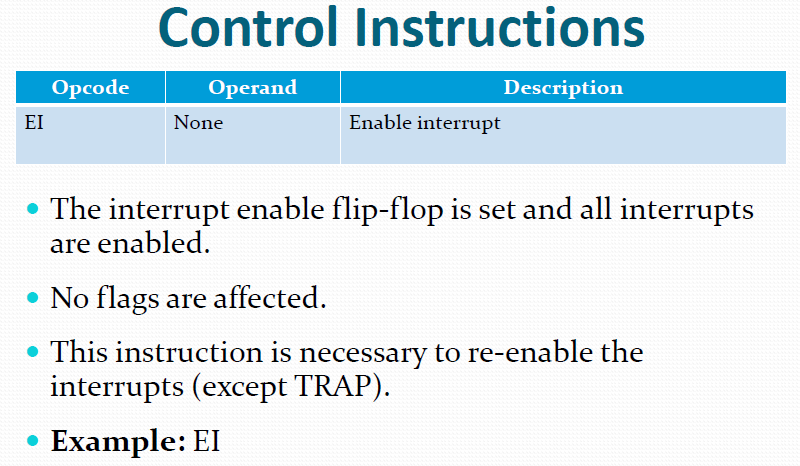 Control Instructions
Opcode Operand Description
EI None Enable interrupt
• The interrupt enable flip-flop is set and all interrupts
are enabled.
• No flags are affected.
• This instruction is necessary to re-enable the
interrupts (except TRAP).
• Example: EI